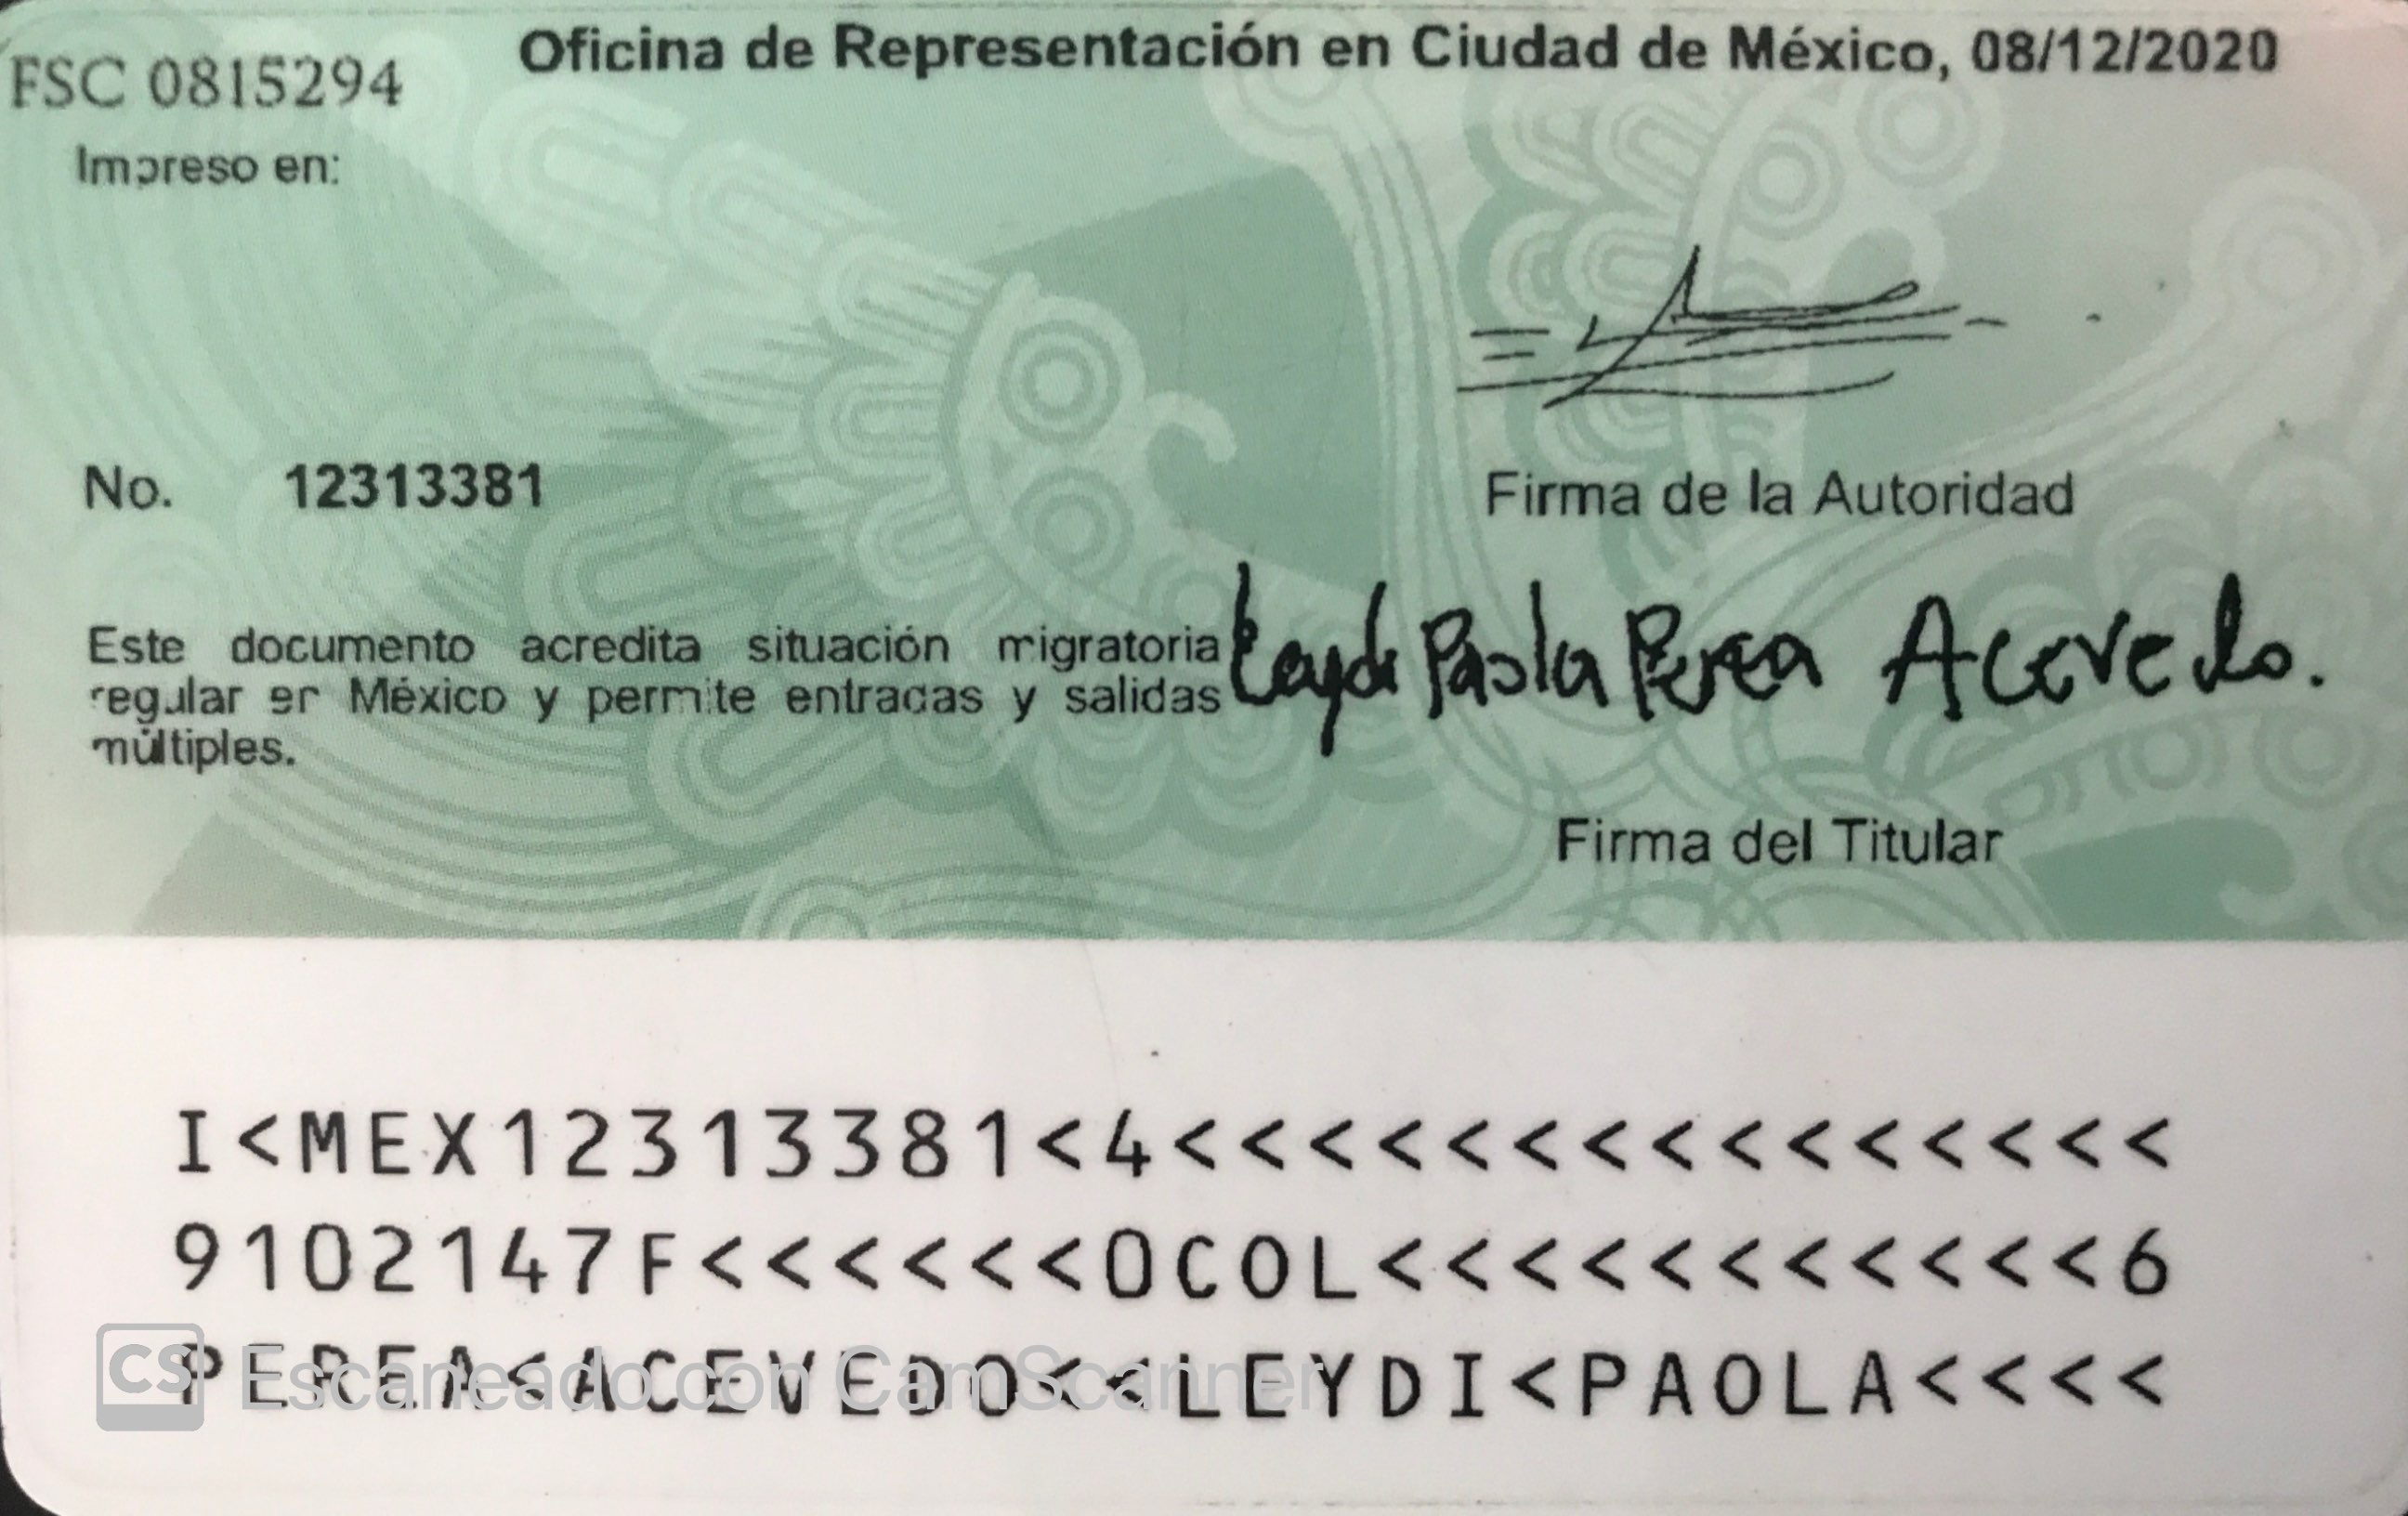 Oficina de Representación en Ciudad de México, 08/12/2020
FSC 0815294
Impreso en:
No. 12313381
Firma de la Autoridad
Este documento acredita situación migratoria
regular en México y permite entradas y salidas
múltiples.
Leydi Paola Perea Acevedo.
Firma del Titular
I<MEX12313381<4<<<<<<<<<<<<<<<
9102147F<<<<<<0COL<<<<<<<<<<<6
PEREA<ACEVEDO<<LEYDI<PAOLA<<<<
CS Escaneado con CamScanner